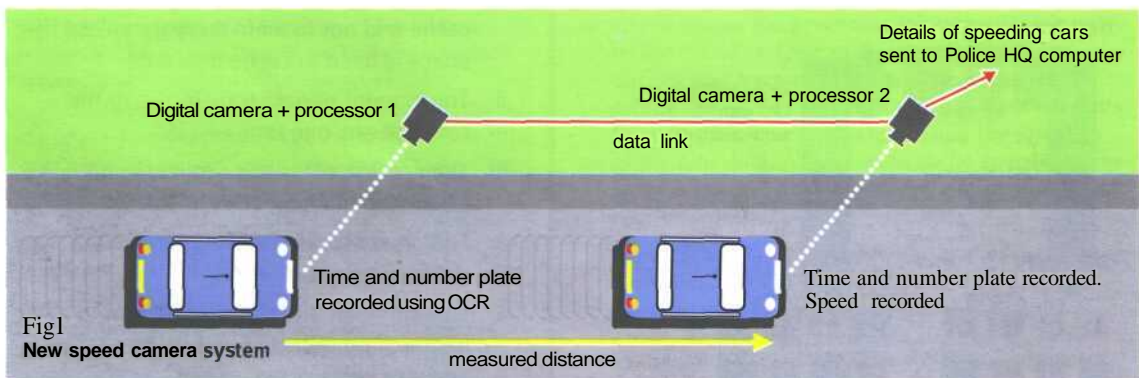 Details of speeding cars
sent to Police HQ computer
Digital camera + processor 1
Digital camera + processor 2
data link
Time and number plate
recorded using OCR
Time and number plate recorded.
Speed recorded
Fig1
New speed camera system
measured distance